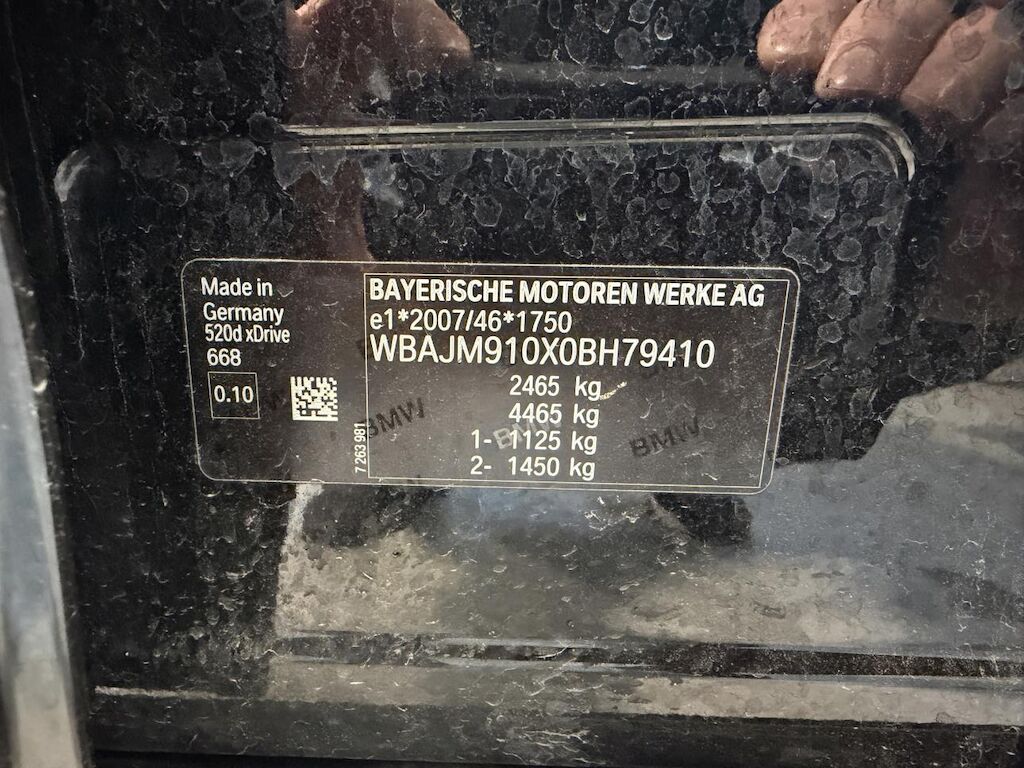 Made in
Germany
520d xDrive
668
0.10
7 263 981
BAYERISCHE MOTOREN WERKE AG
e1*2007/46*1750
WBAJM910X0BH79410
2465 kg
4465 kg
1- 1125 kg
2- 1450 kg
BMW
BMW
BMW